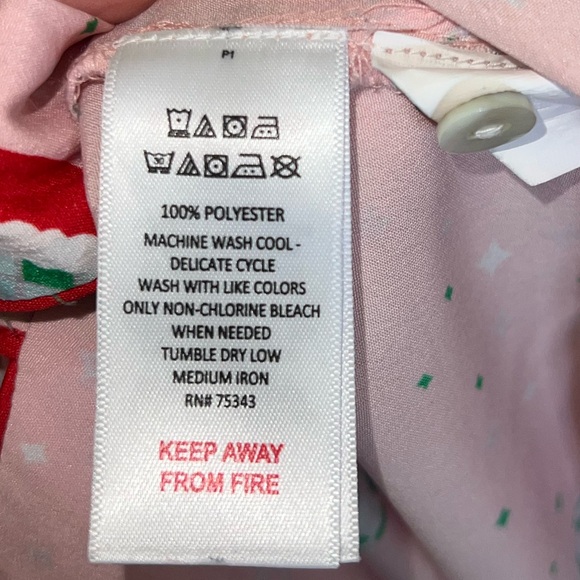 P1
100% POLYESTER
MACHINE WASH COOL -
DELICATE CYCLE
WASH WITH LIKE COLORS
ONLY NON-CHLORINE BLEACH
WHEN NEEDED
TUMBLE DRY LOW
MEDIUM IRON
RN# 75343
KEEP AWAY
FROM FIRE